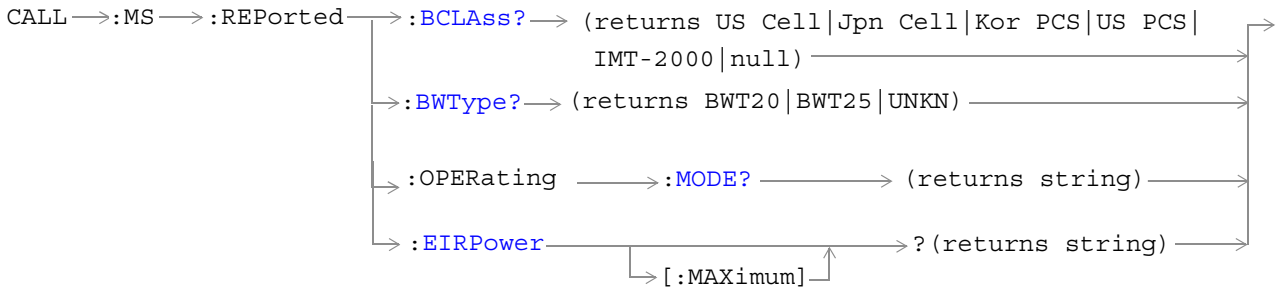 CALL :MS :REPorted :BCLAss? (returns US Cell|Jpn Cell|Kor PCS|US PCS|
IMT-2000|null)
:BWType? (returns BWT20|BWT25|UNKN)
:OPERating :MODE? (returns string)
:EIRPower ?(returns string)
[:MAXimum]